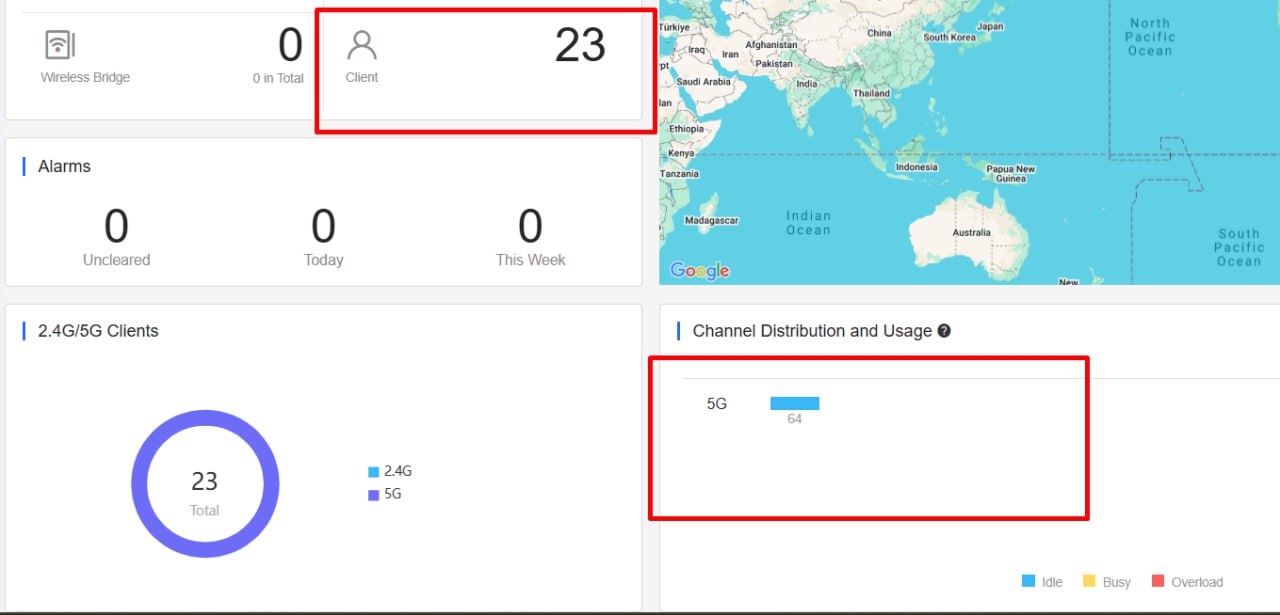 0
Wireless Bridge
0 in Total
23
Client
Alarms
0
Uncleared
0
Today
0
This Week
Türkiye
Iraq
Iran
Afghanistan
Pakistan
China
South Korea
Japan
North
Pacific
Ocean
Saudi Arabia
India
Thailand
Ethiopia
Kenya
Tanzania
Indonesia
Papua New
Guinea
Madagascar
Indian
Ocean
Australia
South
Pacific
Ocean
New
Google
2.4G/5G Clients
23
Total
2.4G
5G
Channel Distribution and Usage ?
5G
64
Idle
Busy
Overload